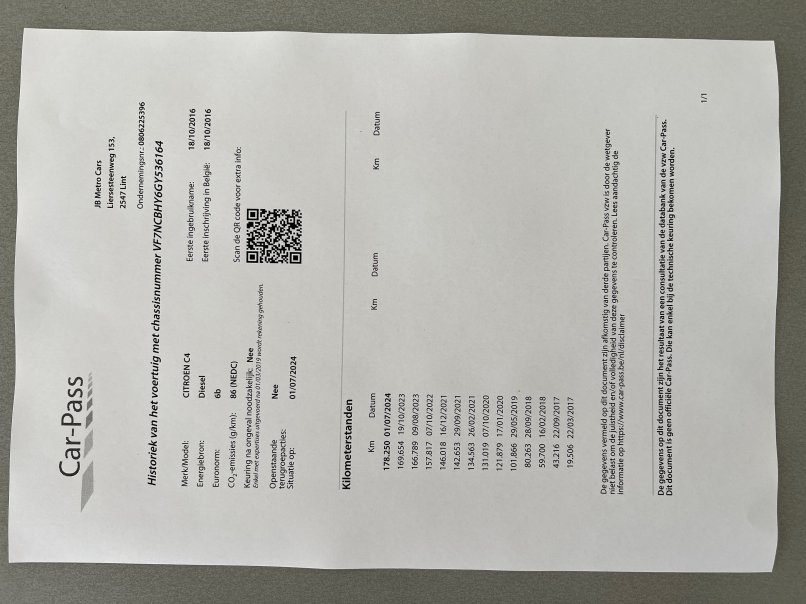 Car-Pass
JB Metro Cars
Liersesteenweg 153,
2547 Lint
Ondernemingsnr.: 0806225396
Historiek van het voertuig met chassisnummer VF7NCBHY6GY536164
Merk/Model: CITROEN C4
Energiebron: Diesel
Euronorm: 6b
CO2-emissies (g/km): 86 (NEDC)
Keuring na ongeval noodzakelijk: Nee
Enkel met expertises uitgevoerd na 01/03/2019 wordt rekening gehouden.
Openstaande terugroepacties: Nee
Situatie op: 01/07/2024
Eerste ingebruikname: 18/10/2016
Eerste inschrijving in België: 18/10/2016
Scan de QR code voor extra info:
Kilometerstanden
Km Datum Km Datum Km Datum
178.250 01/07/2024
169.654 19/10/2023
166.789 09/08/2023
157.817 07/10/2022
146.018 16/12/2021
142.653 29/09/2021
134.563 26/02/2021
131.019 07/10/2020
121.879 17/01/2020
101.866 29/05/2019
80.263 28/09/2018
59.700 16/02/2018
43.216 22/09/2017
19.506 22/03/2017
De gegevens vermeld op dit document zijn afkomstig van derde partijen. Car-Pass vzw is door de wetgever
niet belast om de juistheid en/of volledigheid van deze gegevens te controleren. Lees aandachtig de
informatie op https://www.car-pass.be/nl/disclaimer
De gegevens op dit document zijn het resultaat van een consultatie van de databank van de vzw Car-Pass.
Dit document is geen officiële Car-Pass. Die kan enkel bij de technische keuring bekomen worden.
1/1